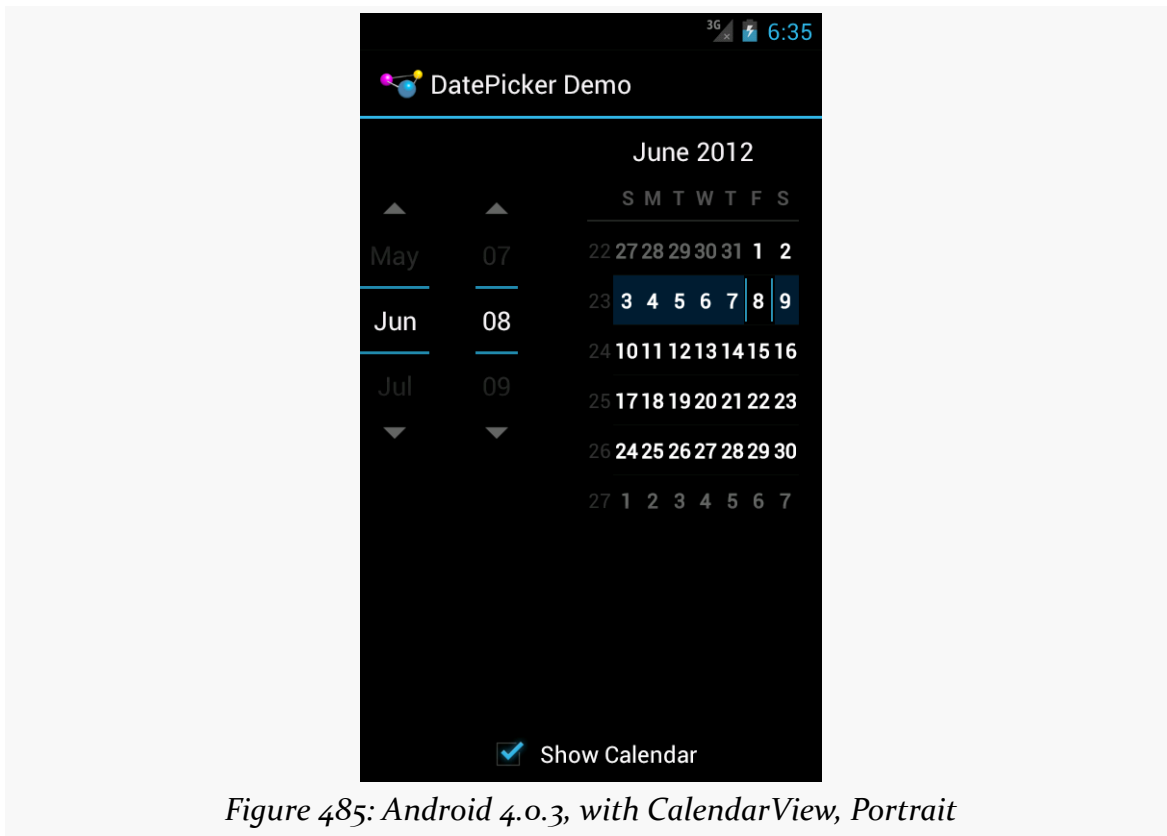 3G 6:35
DatePicker Demo
June 2012
S M T W T F S
May 07
22 27 28 29 30 31 1 2
23 3 4 5 6 7 8 9
Jun 08
24 10 11 12 13 14 15 16
Jul 09
25 17 18 19 20 21 22 23
26 24 25 26 27 28 29 30
27 1 2 3 4 5 6 7
Show Calendar
Figure 485: Android 4.0.3, with CalendarView, Portrait